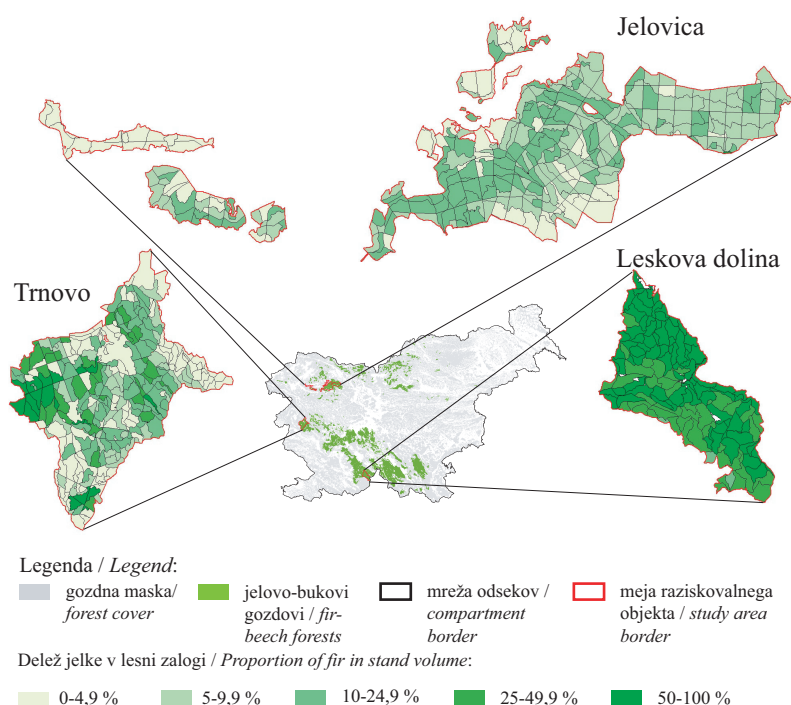 Jelovica
Leskova dolina
Trnovo
Legenda / Legend:
gozdna maska/
forest cover
jelovo-bukovi
gozdovi / fir-
beech forests
mreža odsekov /
compartment
border
meja raziskovalnega
objekta / study area
border
Delež jelke v lesni zalogi / Proportion of fir in stand volume:
0-4,9 %
5-9,9 %
10-24,9 %
25-49,9 %
50-100 %